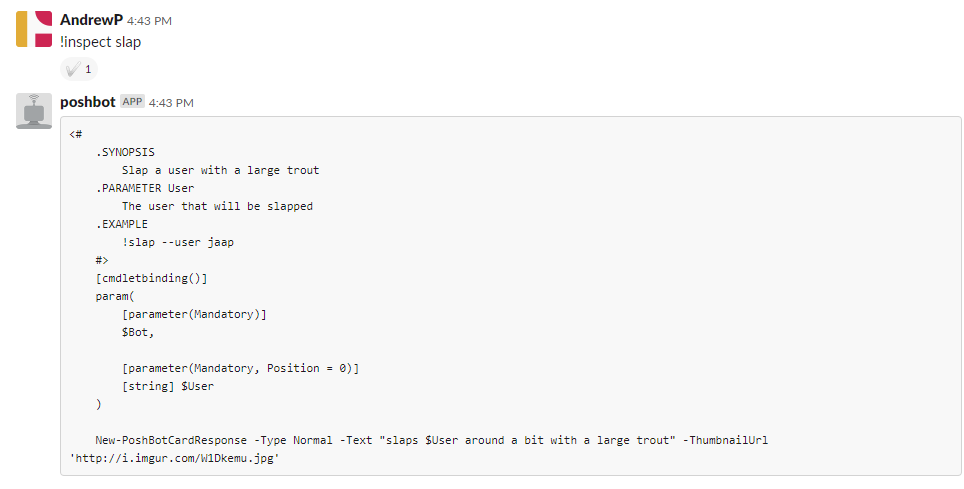 AndrewP 4:43 PM
!inspect slap
1
poshbot APP 4:43 PM
<#
    .SYNOPSIS
        Slap a user with a large trout
    .PARAMETER User
        The user that will be slapped
    .EXAMPLE
        !slap --user jaap
    #>
    [cmdletbinding()]
    param(
        [parameter(Mandatory)]
        $Bot,

        [parameter(Mandatory, Position = 0)]
        [string] $User
    )

    New-PoshBotCardResponse -Type Normal -Text "slaps $User around a bit with a large trout" -ThumbnailUrl
'http://i.imgur.com/W1Dkemu.jpg'